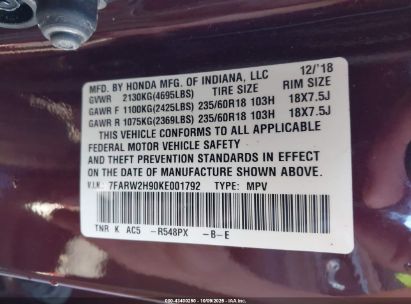 MFD. BY HONDA MFG. OF INDIANA, LLC 12/'18
GVWR 2130KG(4695LBS) TIRE SIZE RIM SIZE
GAWR F 1100KG(2425LBS) 235/60R18 103H 18X7.5J
GAWR R 1075KG(2369LBS) 235/60R18 103H 18X7.5J
THIS VEHICLE CONFORMS TO ALL APPLICABLE
FEDERAL MOTOR VEHICLE SAFETY
AND THEFT PREVENTION STANDARDS IN EFFECT
ON THE DATE OF MANUFACTURE SHOWN ABOVE.
V.I.N.: 7FARW2H90KE001792 TYPE: MPV
TNR K AC5 -R548PX -B-E